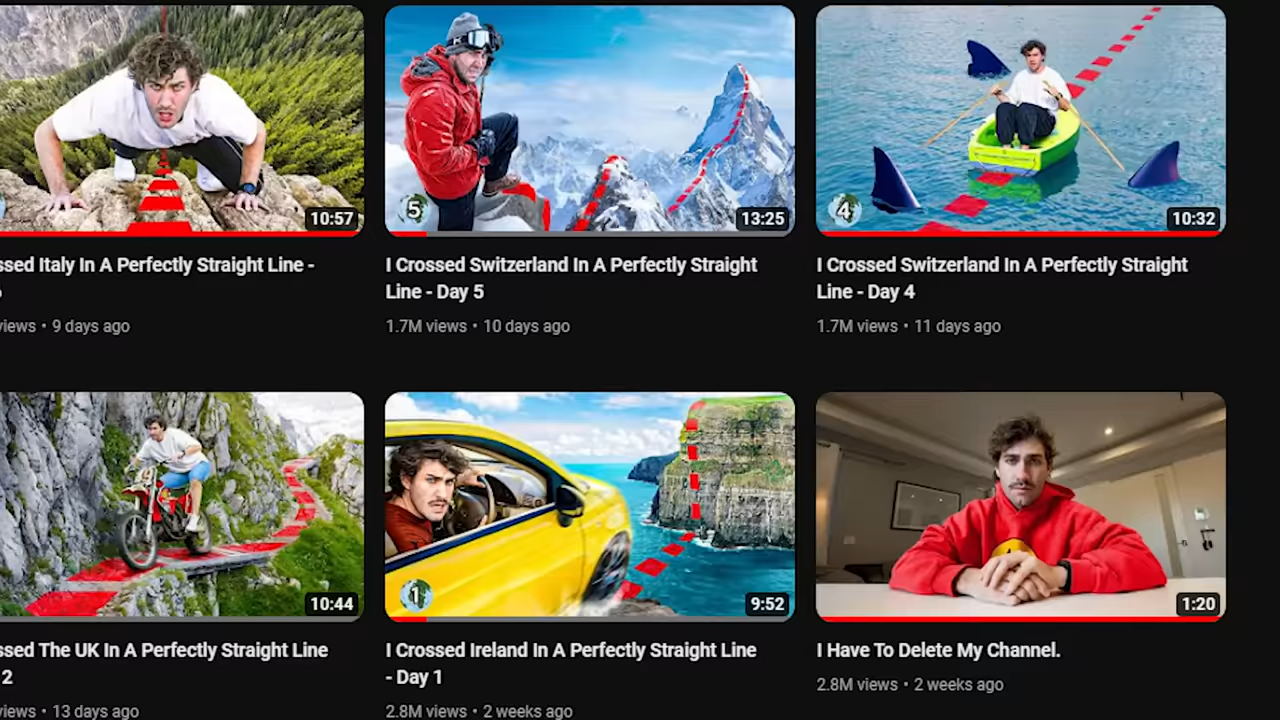 10:57
5
13:25
4
10:32
ssed Italy In A Perfectly Straight Line -
I Crossed Switzerland In A Perfectly Straight
Line - Day 5
I Crossed Switzerland In A Perfectly Straight
Line - Day 4
views • 9 days ago
1.7M views • 10 days ago
1.7M views • 11 days ago
10:44
1
9:52
1:20
ssed The UK In A Perfectly Straight Line
2
I Crossed Ireland In A Perfectly Straight Line
- Day 1
I Have To Delete My Channel.
views • 13 days ago
2.8M views • 2 weeks ago
2.8M views • 2 weeks ago